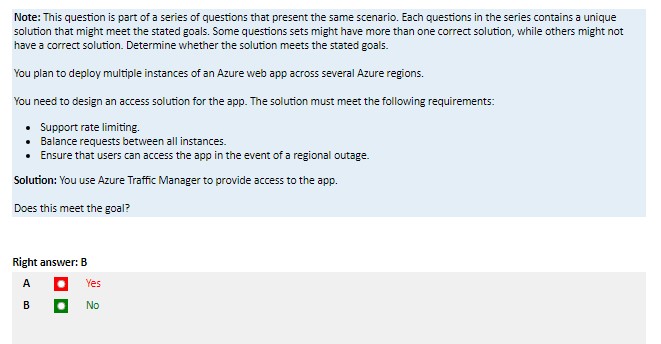 Note: This question is part of a series of questions that present the same scenario. Each questions in the series contains a unique
solution that might meet the stated goals. Some questions sets might have more than one correct solution, while others might not
have a correct solution. Determine whether the solution meets the stated goals.
You plan to deploy multiple instances of an Azure web app across several Azure regions.
You need to design an access solution for the app. The solution must meet the following requirements:
• Support rate limiting.
• Balance requests between all instances.
• Ensure that users can access the app in the event of a regional outage.
Solution: You use Azure Traffic Manager to provide access to the app.
Does this meet the goal?
Right answer: B
A Yes
B No